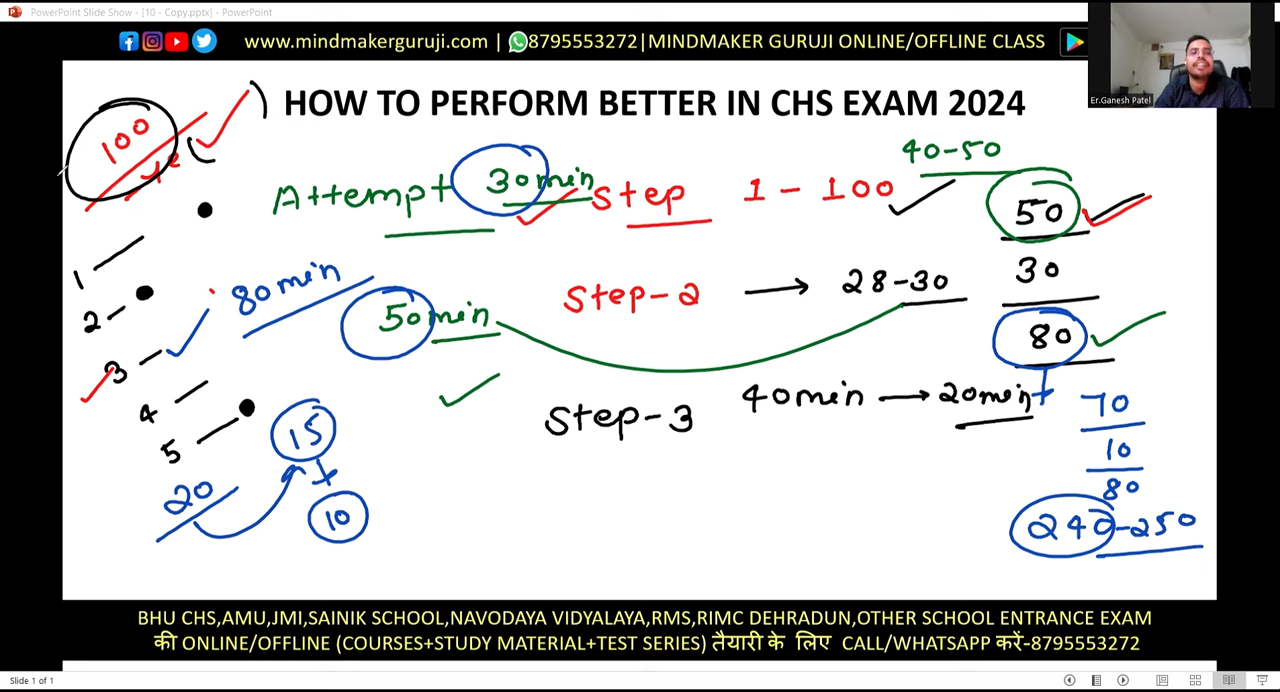 PowerPoint Slide Show - [10 - Copy.pptx] - PowerPoint
www.mindmakerguruji.com | 8795553272|MINDMAKER GURUJI ONLINE/OFFLINE CLASS
Er.Ganesh Patel
HOW TO PERFORM BETTER IN CHS EXAM 2024
100
40-50
Attempt 30min Step 1 - 100 50
1
80min Step-2 → 28-30 30
2
50min 80
3
40min → 20min 70
4 Step-3
15 10
5
20 80
10 240-250
BHU CHS,AMU,JMI,SAINIK SCHOOL,NAVODAYA VIDYALAYA,RMS,RIMC DEHRADUN,OTHER SCHOOL ENTRANCE EXAM
की ONLINE/OFFLINE (COURSES+STUDY MATERIAL+TEST SERIES) तैयारी के लिए CALL/WHATSAPP करें-8795553272
Slide 1 of 1